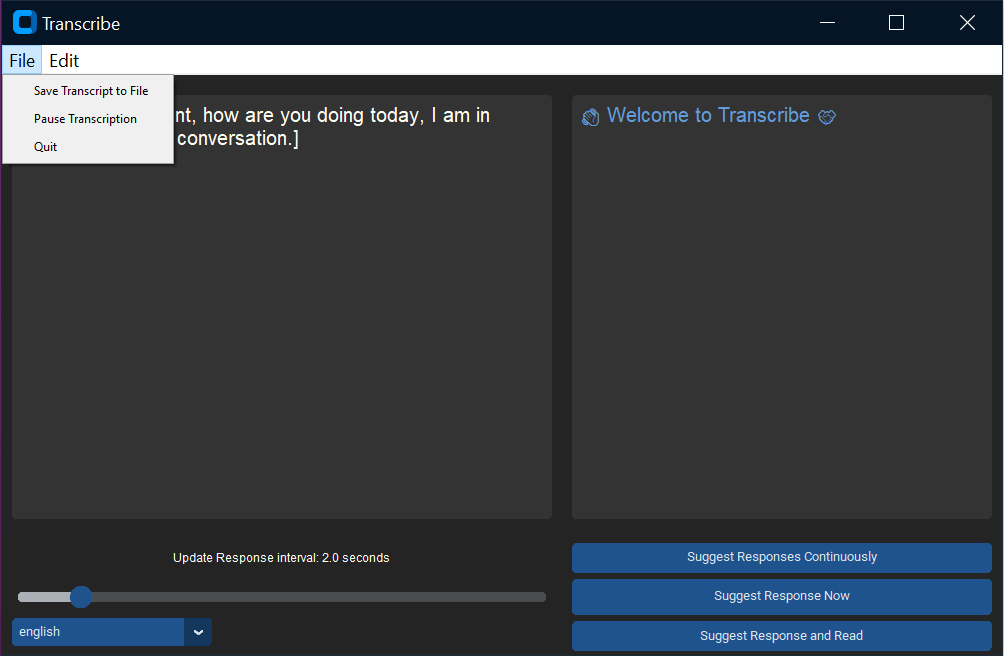 Transcribe
File Edit
Save Transcript to File
Pause Transcription
Quit
nt, how are you doing today, I am in
conversation.]
Welcome to Transcribe
Update Response interval: 2.0 seconds
english
Suggest Responses Continuously
Suggest Response Now
Suggest Response and Read